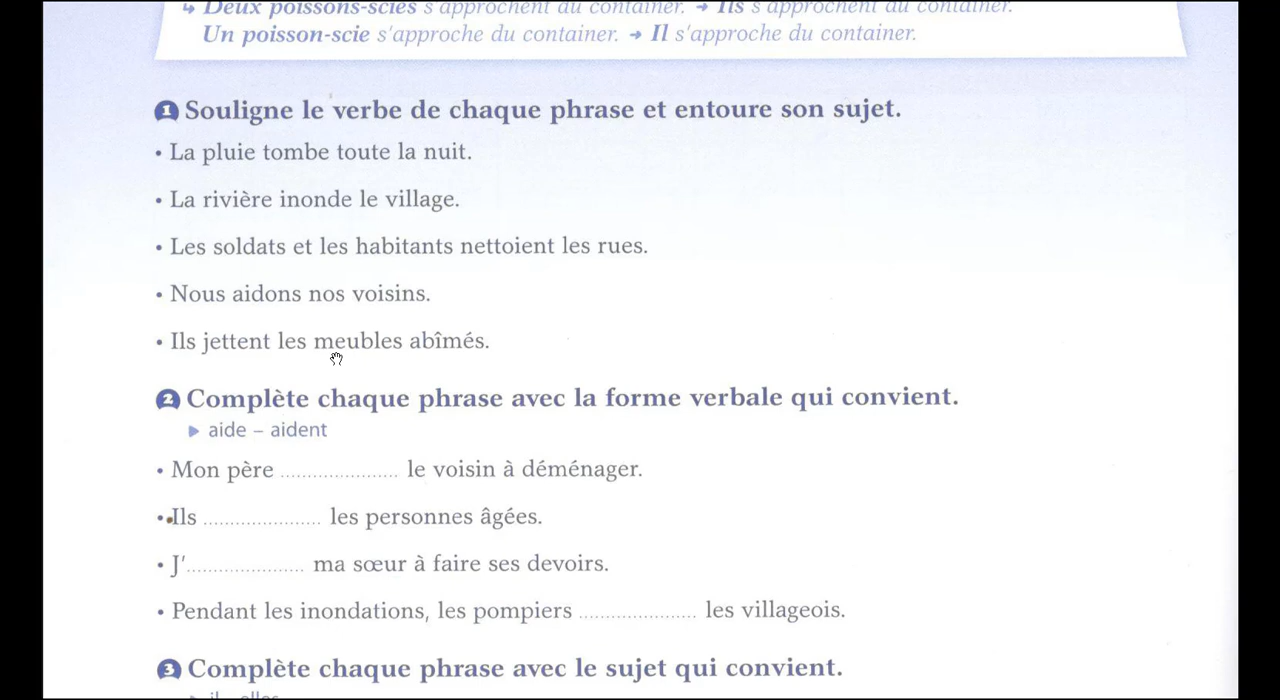 ↳ Deux poissons-scies s'approchent du container. → Ils s'approchent du container.
Un poisson-scie s'approche du container. → Il s'approche du container.
1 Souligne le verbe de chaque phrase et entoure son sujet.
• La pluie tombe toute la nuit.
• La rivière inonde le village.
• Les soldats et les habitants nettoient les rues.
• Nous aidons nos voisins.
• Ils jettent les meubles abîmés.
2 Complète chaque phrase avec la forme verbale qui convient.
▶ aide – aident
• Mon père ...................... le voisin à déménager.
• Ils ...................... les personnes âgées.
• J'...................... ma sœur à faire ses devoirs.
• Pendant les inondations, les pompiers ...................... les villageois.
3 Complète chaque phrase avec le sujet qui convient.
▶ il – elles